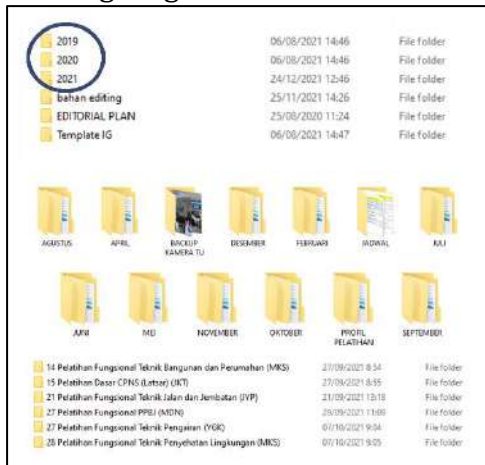 2019 06/08/2021 14:46 File folder
2020 06/08/2021 14:46 File folder
2021 24/12/2021 12:46 File folder
bahan editing 25/11/2021 14:26 File folder
EDITORIAL PLAN 25/08/2020 11:24 File folder
Template IG 06/08/2021 14:47 File folder
AGUSTUS APRIL BACKUP KAMERA TU DESEMBER FEBRUARI JADWAL JULI
JUNI MEI NOVEMBER OKTOBER PROFIL PELATIHAN SEPTEMBER
14 Pelatihan Fungsional Teknik Bangunan dan Perumahan (MKS) 27/09/2021 8:54 File folder
15 Pelatihan Dasar CPNS (Latsar) (JKT) 27/09/2021 8:55 File folder
21 Pelatihan Fungsional Teknik Jalan dan Jembatan (JYP) 21/09/2021 13:18 File folder
27 Pelatihan Fungsional PPBJ (MDN) 29/09/2021 11:09 File folder
27 Pelatihan Fungsional Teknik Pengairan (YGK) 07/10/2021 9:04 File folder
28 Pelatihan Fungsional Teknik Penyehatan Lingkungan (MKS) 07/10/2021 9:05 File folder